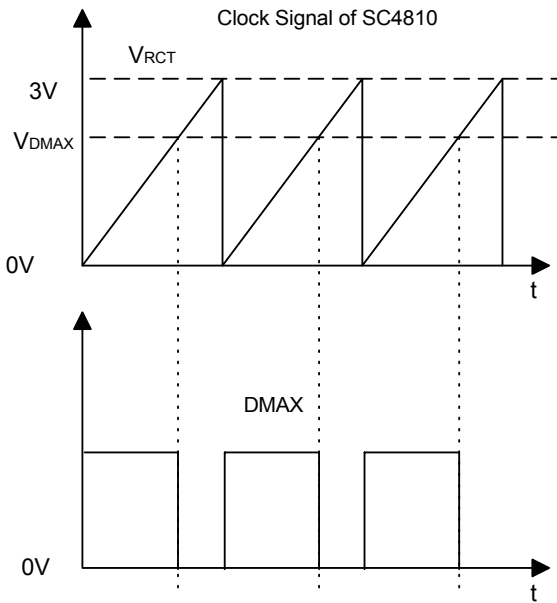 Clock Signal of SC4810
VRCT
3V
VDMAX
0V
t
DMAX
0V
t